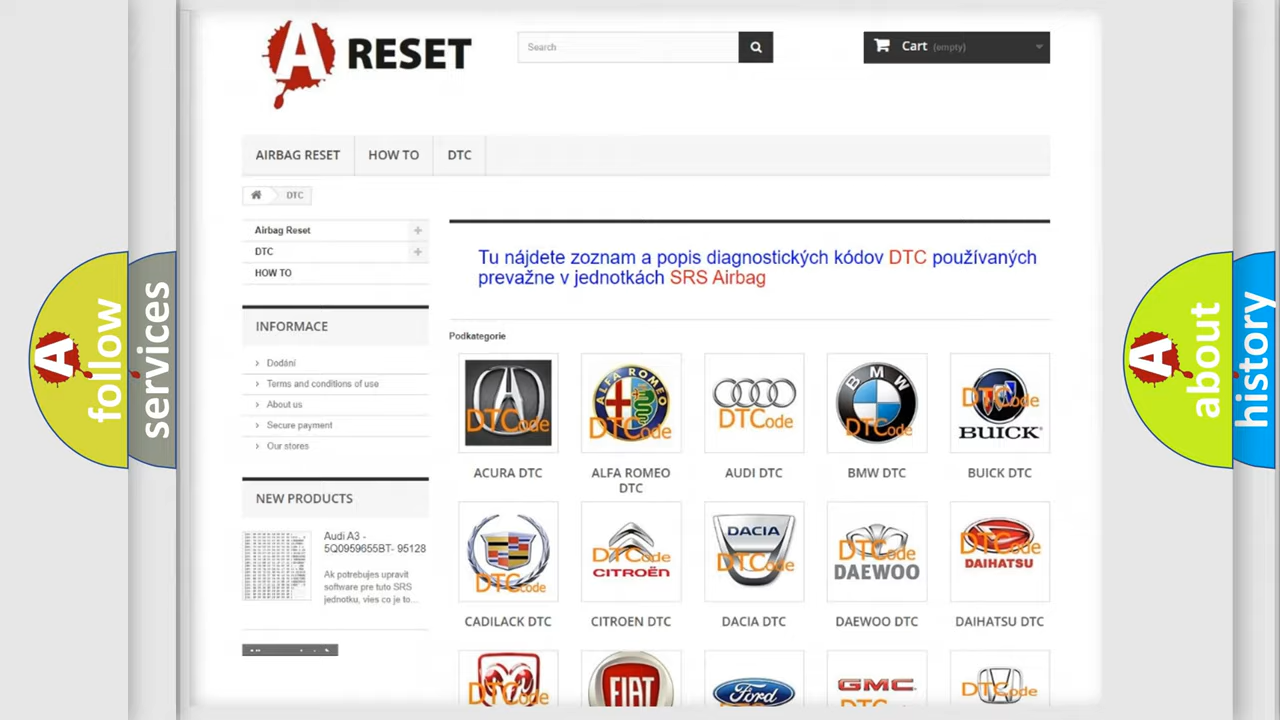 A RESET
Search
Cart (empty)
AIRBAG RESET
HOW TO
DTC
DTC
Airbag Reset
DTC
HOW TO
INFORMACE
Dodání
Terms and conditions of use
About us
Secure payment
Our stores
NEW PRODUCTS
Audi A3 -
5Q0959655BT- 95128
Ak potrebujes upravit
software pre tuto SRS
jednotku, vies co je to...
Tu nájdete zoznam a popis diagnostických kódov DTC používaných
prevažne v jednotkách SRS Airbag
Podkategorie
DTCode
ALFA ROMEO
DTCode
DTCode
BMW
DTCode
DTCode
BUICK
ACURA DTC
ALFA ROMEO
DTC
AUDI DTC
BMW DTC
BUICK DTC
DTCode
DTCode
CITROËN
DACIA
DTCode
DTCode
DAEWOO
DTCode
DAIHATSU
CADILACK DTC
CITROEN DTC
DACIA DTC
DAEWOO DTC
DAIHATSU DTC
DTCode
FIAT
Ford
GMC
DTCode
A follow
services
A about
history